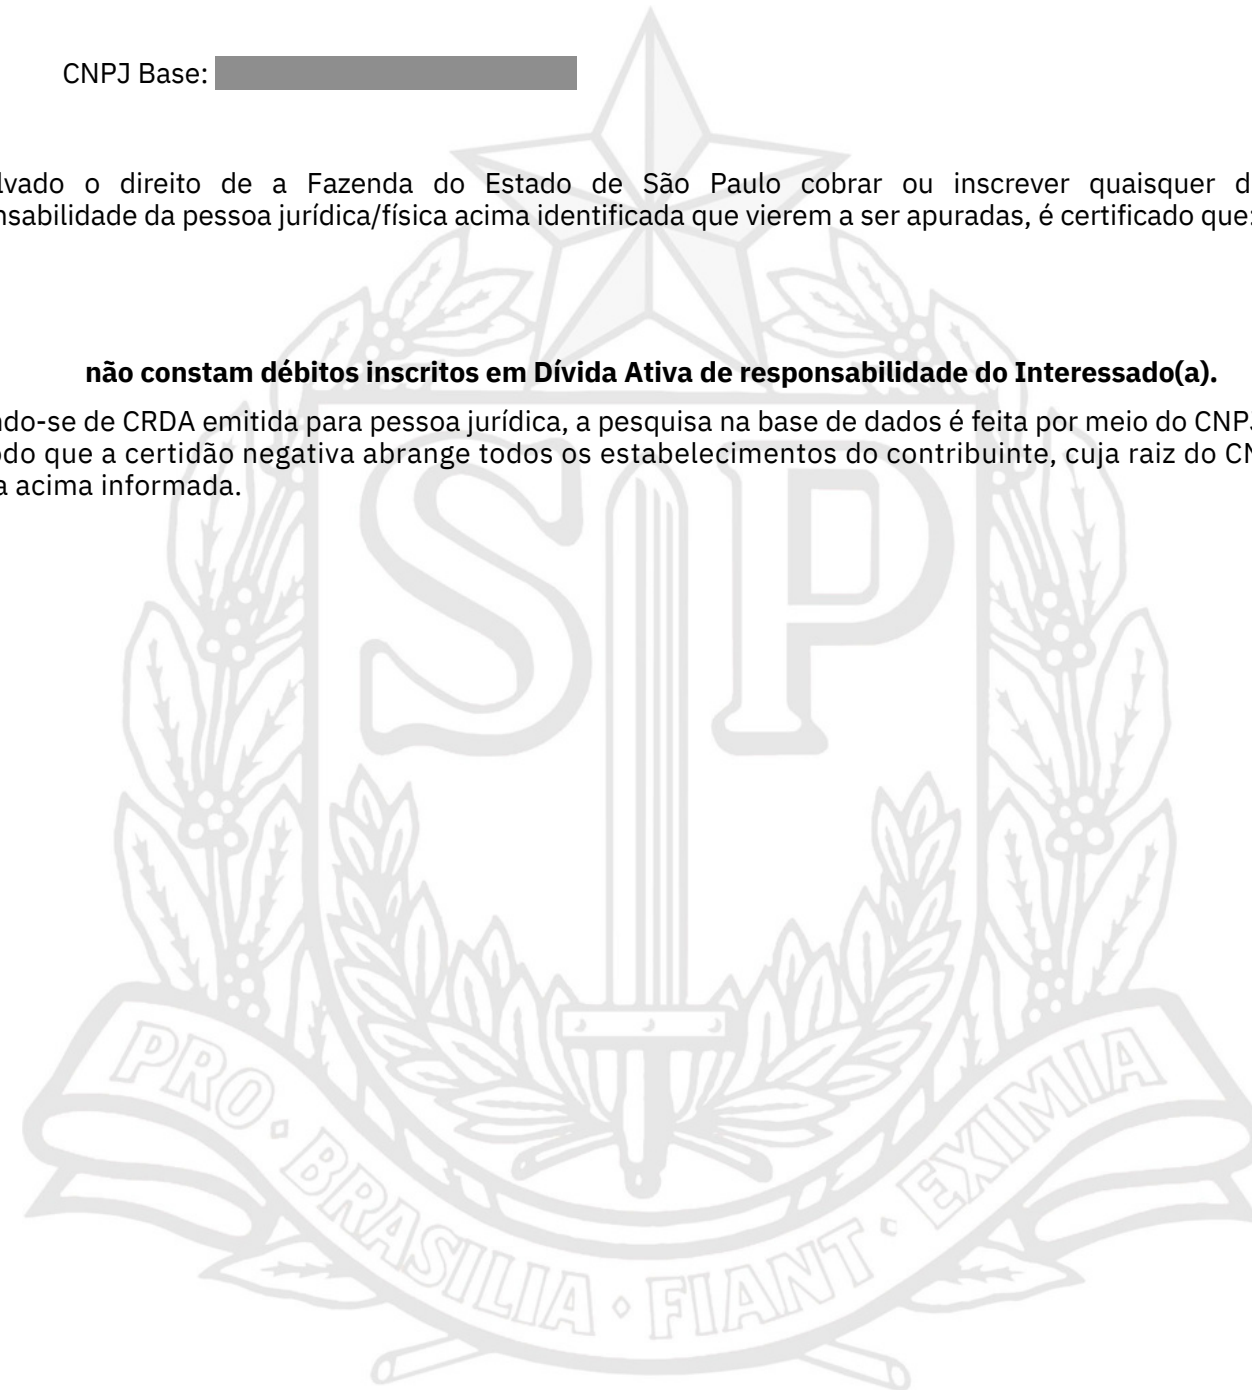 CNPJ Base:
lvado o direito de a Fazenda do Estado de São Paulo cobrar ou inscrever quaisquer d
nsabilidade da pessoa jurídica/física acima identificada que vierem a ser apuradas, é certificado que:
não constam débitos inscritos em Dívida Ativa de responsabilidade do Interessado(a).
ndo-se de CRDA emitida para pessoa jurídica, a pesquisa na base de dados é feita por meio do CNPJ
odo que a certidão negativa abrange todos os estabelecimentos do contribuinte, cuja raiz do CN
a acima informada.
SP
PRO · BRASILIA · FIANT · EXIMIA